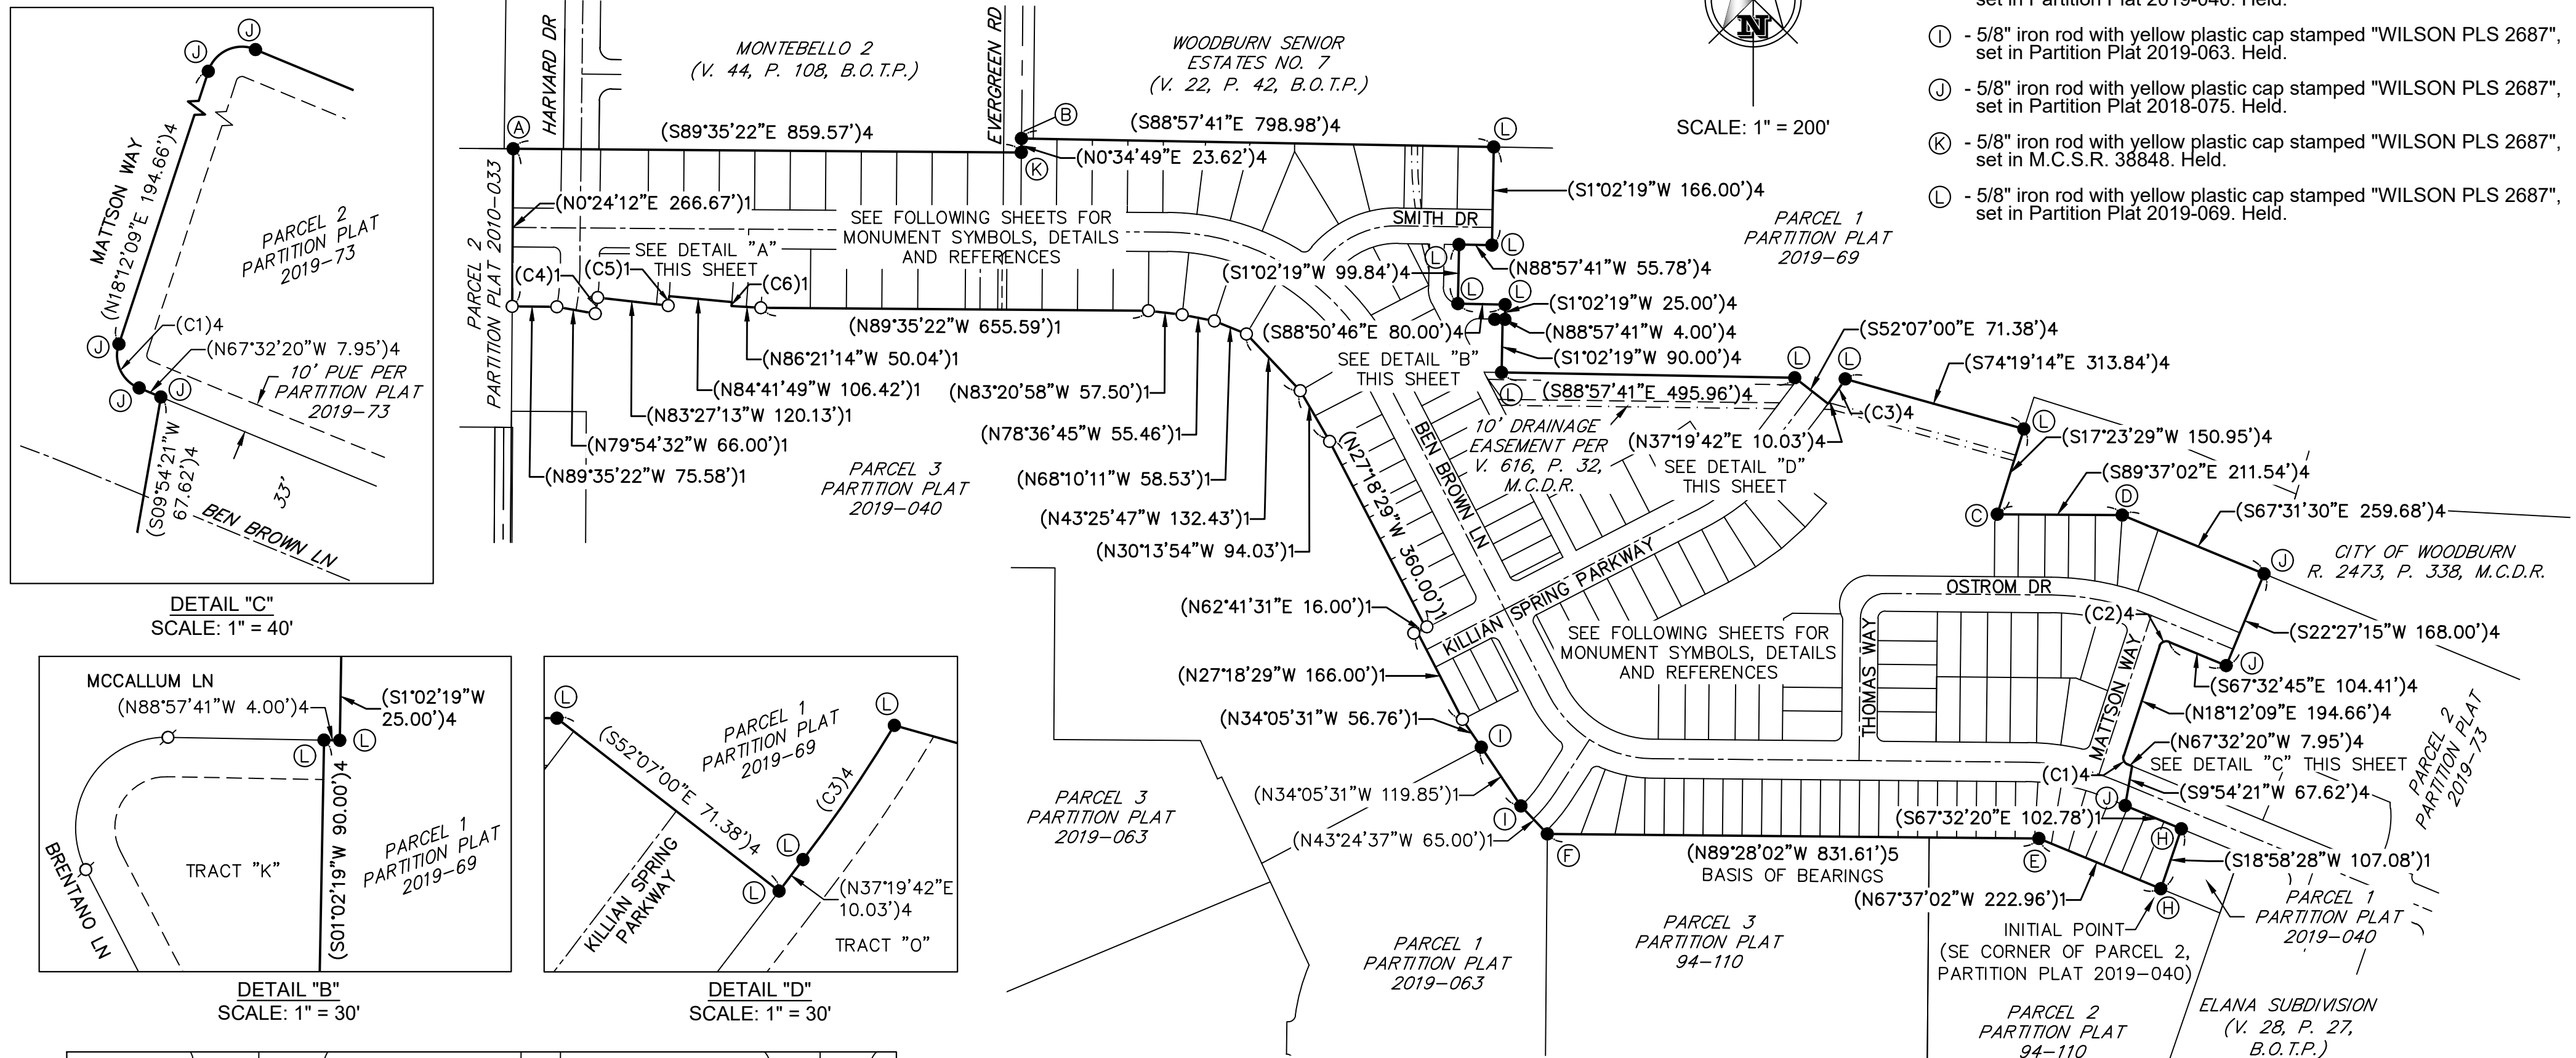 MATTSON WAY
(N18°12'09"E 194.66')4
PARCEL 2
PARTITION PLAT
2019-73
(C1)4
(N67°32'20"W 7.95')4
10' PUE PER
PARTITION PLAT
2019-73
(S09°54'21"W
67.62')4
33'
BEN BROWN LN
J
J
J
J
J
DETAIL "C"
SCALE: 1" = 40'
MCCALLUM LN
(N88°57'41"W 4.00')4
(S1°02'19"W
25.00')4
L
L
TRACT "K"
BRENTANO LN
(S01°02'19"W 90.00')4
PARCEL 1
PARTITION PLAT
2019-69
DETAIL "B"
SCALE: 1" = 30'
L
L
(S52°07'00"E 71.38')4
PARCEL 1
PARTITION PLAT
2019-69
(C3)4
L
L
(N37°19'42"E
10.03')4
KILLIAN SPRING
PARKWAY
TRACT "O"
DETAIL "D"
SCALE: 1" = 30'
HARVARD DR
MONTEBELLO 2
(V. 44, P. 108, B.O.T.P.)
EVERGREEN RD
WOODBURN SENIOR
ESTATES NO. 7
(V. 22, P. 42, B.O.T.P.)
N
SCALE: 1" = 200'
set in Partition Plat 2019-040. Held.
I - 5/8" iron rod with yellow plastic cap stamped "WILSON PLS 2687",
set in Partition Plat 2019-063. Held.
J - 5/8" iron rod with yellow plastic cap stamped "WILSON PLS 2687",
set in Partition Plat 2018-075. Held.
K - 5/8" iron rod with yellow plastic cap stamped "WILSON PLS 2687",
set in M.C.S.R. 38848. Held.
L - 5/8" iron rod with yellow plastic cap stamped "WILSON PLS 2687",
set in Partition Plat 2019-069. Held.
A
(S89°35'22"E 859.57')4
B
(S88°57'41"E 798.98')4
L
(N0°34'49"E 23.62')4
K
(S1°02'19"W 166.00')4
PARCEL 2
PARTITION PLAT 2010-033
(N0°24'12"E 266.67')1
SEE FOLLOWING SHEETS FOR
MONUMENT SYMBOLS, DETAILS
AND REFERENCES
SMITH DR
PARCEL 1
PARTITION PLAT
2019-69
SEE DETAIL "A"
THIS SHEET
(C4)1
(C5)1
(C6)1
L
L
(S1°02'19"W 99.84')4
(N88°57'41"W 55.78')4
L
L
(S1°02'19"W 25.00')4
(S88°50'46"E 80.00')4
(N88°57'41"W 4.00')4
(S1°02'19"W 90.00')4
(N89°35'22"W 655.59')1
(N86°21'14"W 50.04')1
(N84°41'49"W 106.42')1
(N83°27'13"W 120.13')1
(N79°54'32"W 66.00')1
(N89°35'22"W 75.58')1
(N83°20'58"W 57.50')1
(N78°36'45"W 55.46')1
(N68°10'11"W 58.53')1
(N43°25'47"W 132.43')1
(N30°13'54"W 94.03')1
PARCEL 3
PARTITION PLAT
2019-040
SEE DETAIL "B"
THIS SHEET
(S52°07'00"E 71.38')4
L
L
(S74°19'14"E 313.84')4
L
(S88°57'41"E 495.96')4
(C3)4
10' DRAINAGE
EASEMENT PER
V. 616, P. 32,
M.C.D.R.
(N37°19'42"E 10.03')4
SEE DETAIL "D"
THIS SHEET
L
(S17°23'29"W 150.95')4
(S89°37'02"E 211.54')4
D
C
(S67°31'30"E 259.68')4
CITY OF WOODBURN
R. 2473, P. 338, M.C.D.R.
J
BEN BROWN LN
(N27°18'29"W 360.00')1
KILLIAN SPRING PARKWAY
(N62°41'31"E 16.00')1
(N27°18'29"W 166.00')1
(N34°05'31"W 56.76')1
I
(N34°05'31"W 119.85')1
I
(N43°24'37"W 65.00')1
F
SEE FOLLOWING SHEETS FOR
MONUMENT SYMBOLS, DETAILS
AND REFERENCES
OSTROM DR
THOMAS WAY
(C2)4
MATTSON WAY
(S22°27'15"W 168.00')4
J
(S67°32'45"E 104.41')4
(N18°12'09"E 194.66')4
(N67°32'20"W 7.95')4
SEE DETAIL "C" THIS SHEET
(C1)4
(S9°54'21"W 67.62')4
J
(S67°32'20"E 102.78')1
H
PARCEL 2
PARTITION PLAT
2019-73
(S18°58'28"W 107.08')1
(N89°28'02"W 831.61')5
BASIS OF BEARINGS
E
(N67°37'02"W 222.96')1
H
INITIAL POINT
(SE CORNER OF PARCEL 2,
PARTITION PLAT 2019-040)
PARCEL 1
PARTITION PLAT
2019-040
PARCEL 3
PARTITION PLAT
2019-063
PARCEL 1
PARTITION PLAT
2019-063
PARCEL 3
PARTITION PLAT
94-110
PARCEL 2
PARTITION PLAT
94-110
ELANA SUBDIVISION
(V. 28, P. 27,
B.O.T.P.)